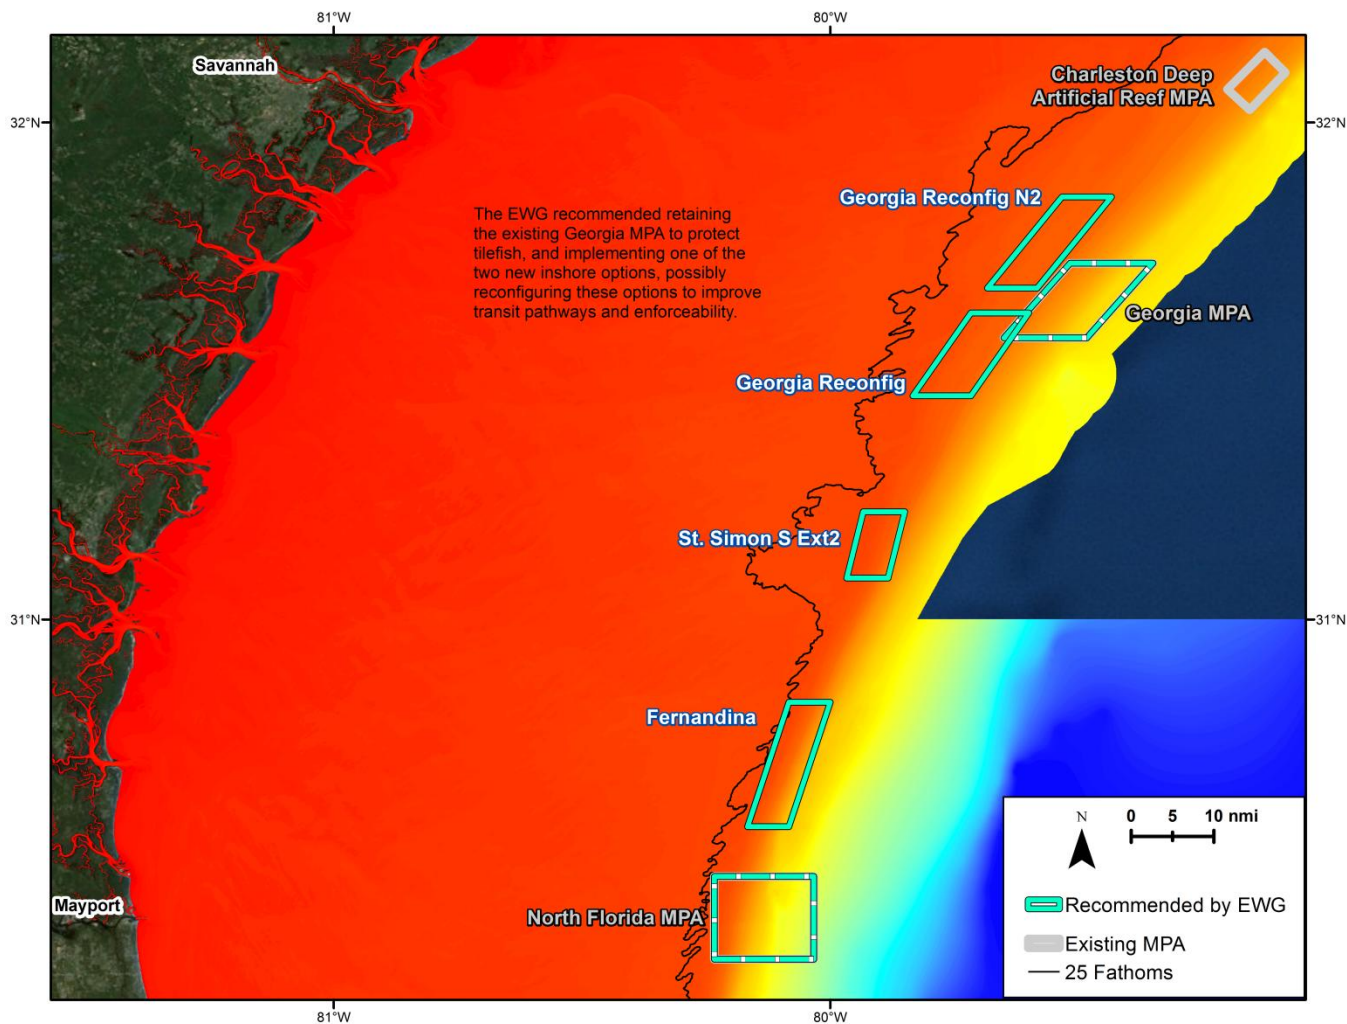 81°W
80°W
Savannah
Charleston Deep
Artificial Reef MPA
32°N
32°N
Georgia Reconfig N2
The EWG recommended retaining
the existing Georgia MPA to protect
tilefish, and implementing one of the
two new inshore options, possibly
reconfiguring these options to improve
transit pathways and enforceability.
Georgia MPA
Georgia Reconfig
St. Simon S Ext2
31°N
31°N
Fernandina
N
0 5 10 nmi
Mayport
North Florida MPA
Recommended by EWG
Existing MPA
25 Fathoms
81°W
80°W